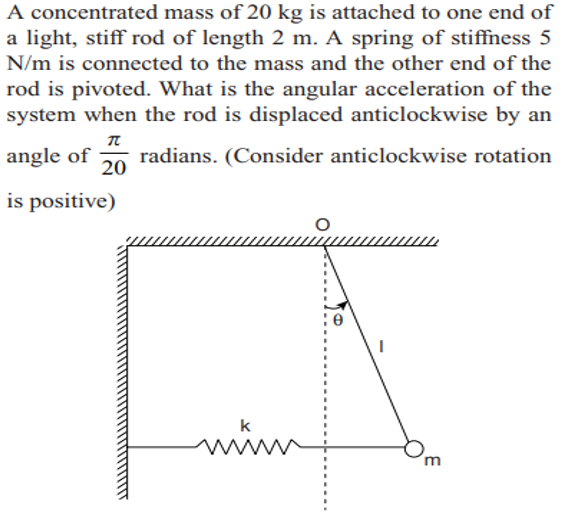 A concentrated mass of 20 kg is attached to one end of
a light, stiff rod of length 2 m. A spring of stiffness 5
N/m is connected to the mass and the other end of the
rod is pivoted. What is the angular acceleration of the
system when the rod is displaced anticlockwise by an
angle of π/20 radians. (Consider anticlockwise rotation
is positive)
O
θ
l
k
m